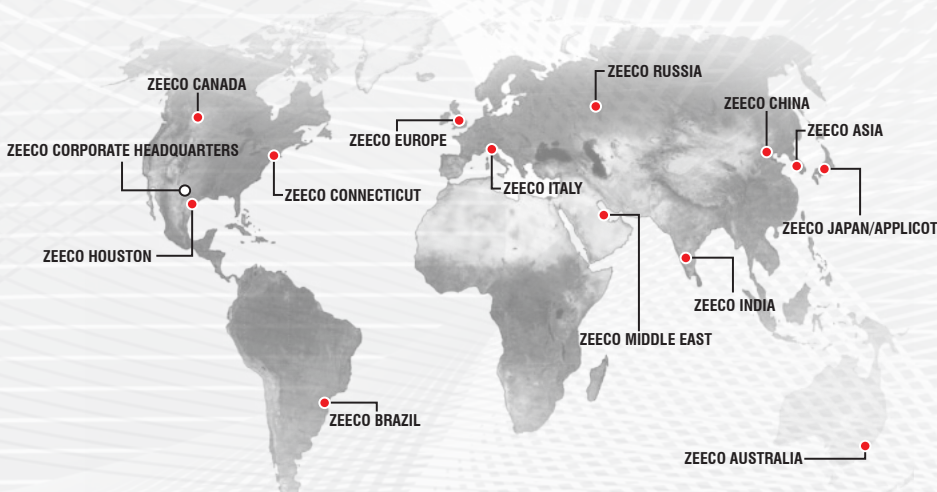 ZEECO RUSSIA
ZEECO CANADA
ZEECO CHINA
ZEECO ASIA
ZEECO EUROPE
ZEECO CORPORATE HEADQUARTERS
ZEECO ITALY
ZEECO CONNECTICUT
ZEECO JAPAN/APPLICOT
ZEECO HOUSTON
ZEECO INDIA
ZEECO MIDDLE EAST
ZEECO BRAZIL
ZEECO AUSTRALIA